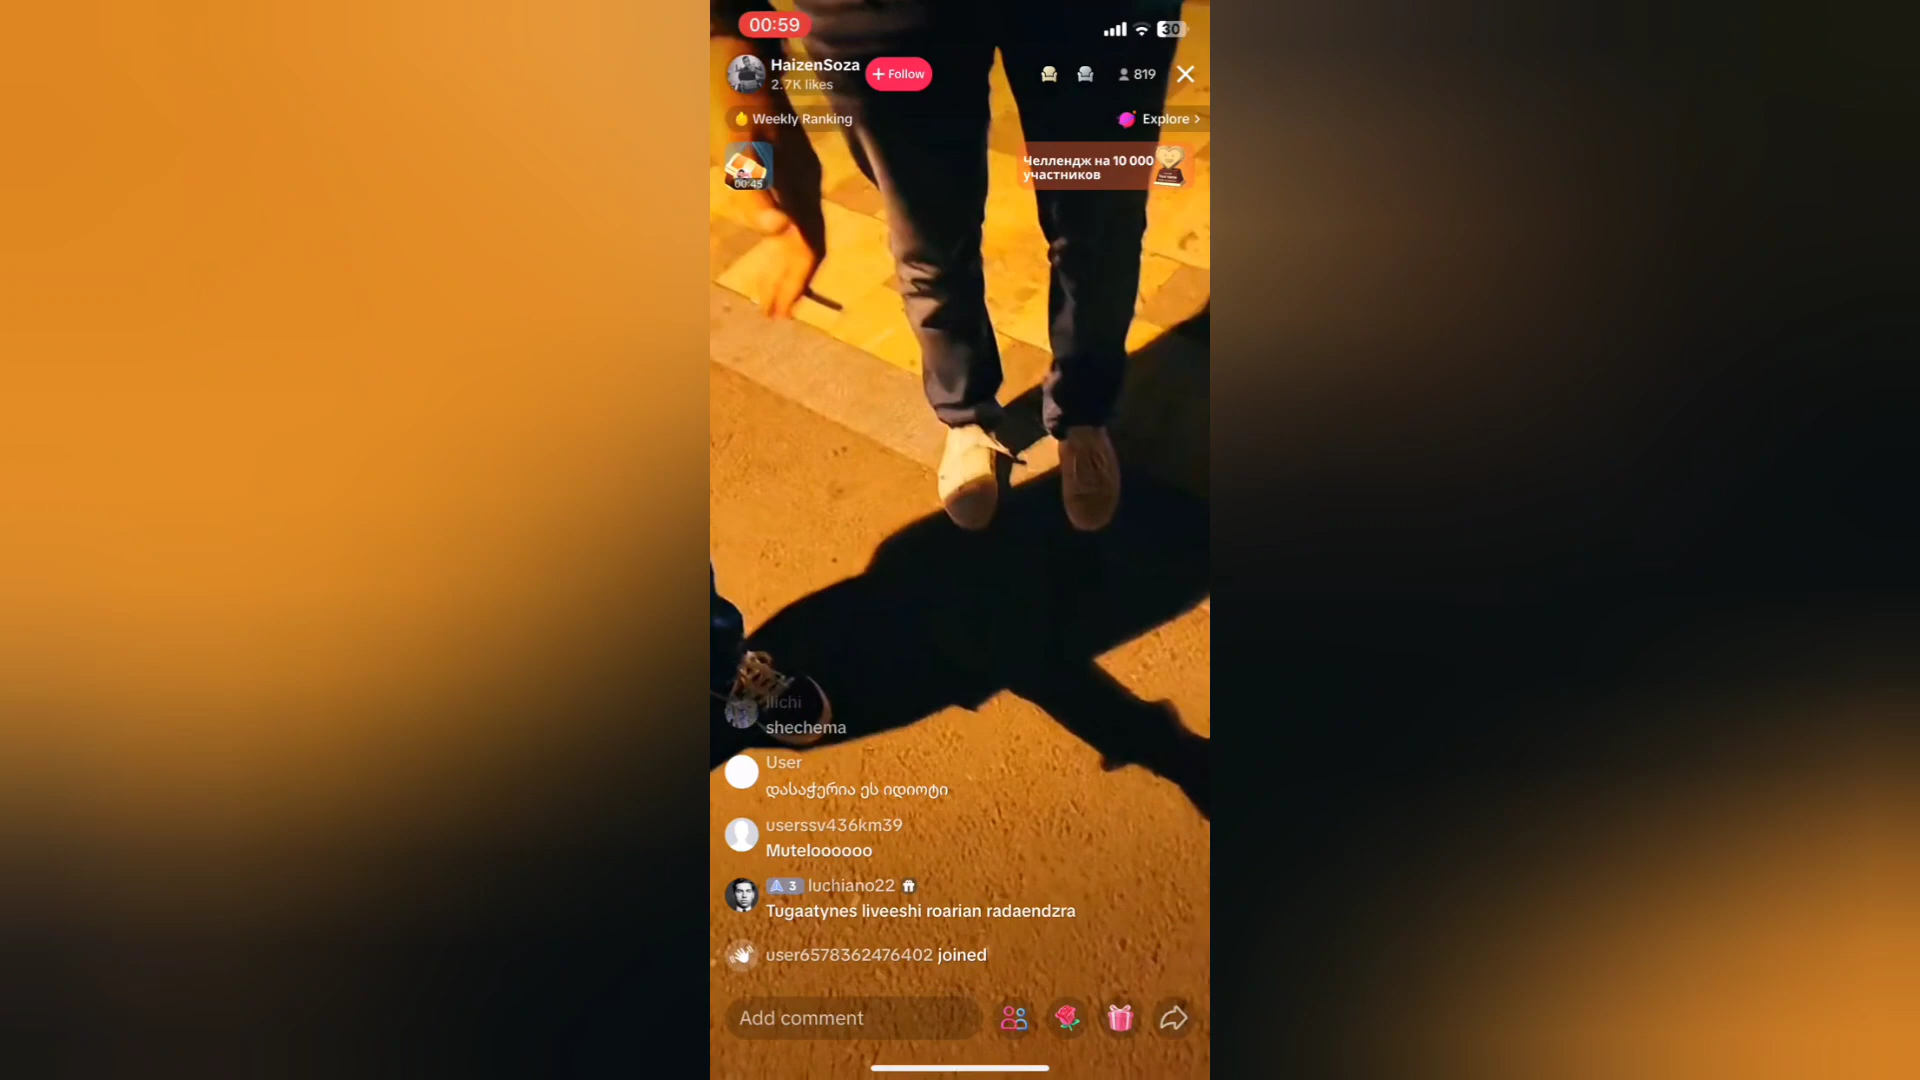 00:59
30
HaizenSoza
2.7K likes
+ Follow
819
Weekly Ranking
Explore >
00:45
Челлендж на 10 000
участников
ilichi
shechema
User
დასაჭერია ეს იდიოტი
userssv436km39
Muteloooooo
3 luchiano22
Tugaatynes liveeshi roarian radaendzra
user6578362476402 joined
Add comment